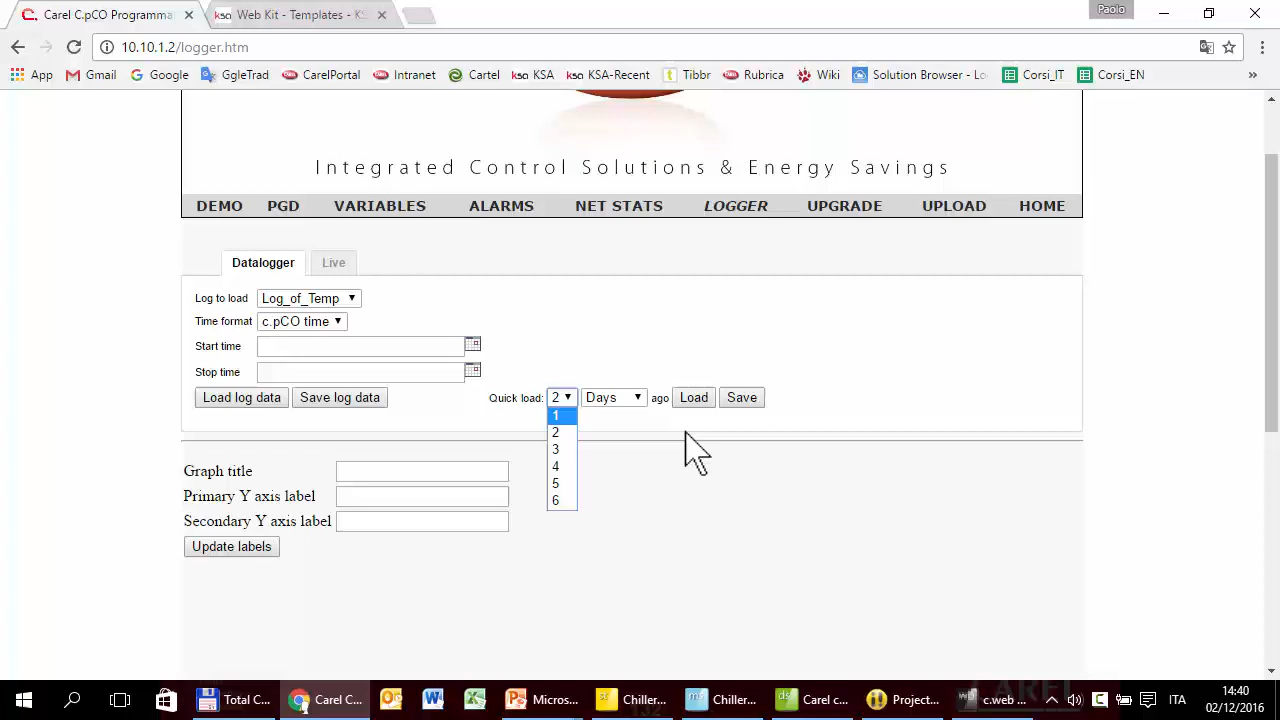 Carel C.pCO Programma
Web Kit - Templates - KS
Paolo
10.10.1.2/logger.htm
App
Gmail
Google
GgleTrad
CarelPortal
Intranet
Cartel
KSA
KSA-Recent
Tibbr
Rubrica
Wiki
Solution Browser - Lo
Corsi_IT
Corsi_EN
»
Integrated Control Solutions & Energy Savings
DEMO PGD VARIABLES ALARMS NET STATS LOGGER UPGRADE UPLOAD HOME
Datalogger Live
Log to load Log_of_Temp
Time format c.pCO time
Start time
Stop time
Load log data Save log data Quick load: 2 Days ago Load Save
1
2
3
4
5
6
Graph title
Primary Y axis label
Secondary Y axis label
Update labels
Total C...
Carel C...
Micros...
Chiller...
Chiller...
Carel c...
Project...
c.web ...
ITA
14:40
02/12/2016